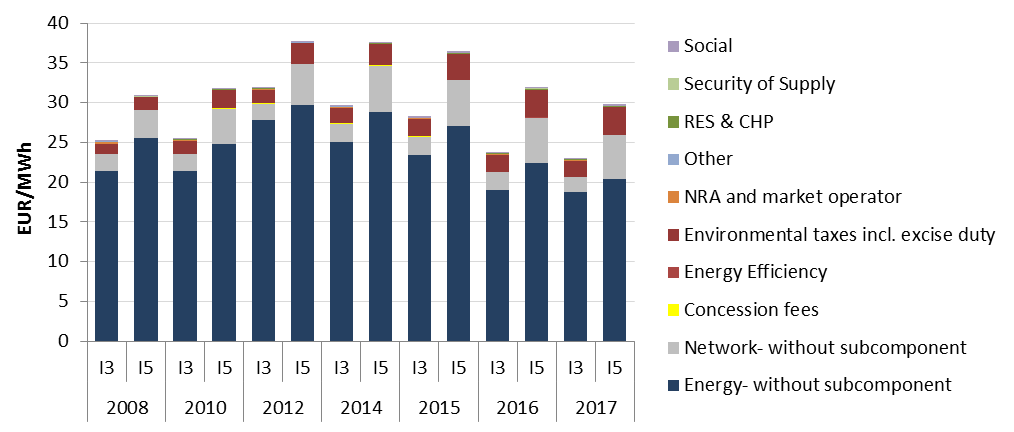 EUR/MWh
40
35
30
25
20
15
10
5
0
I3 I5 I3 I5 I3 I5 I3 I5 I3 I5 I3 I5 I3 I5
2008 2010 2012 2014 2015 2016 2017
Social
Security of Supply
RES & CHP
Other
NRA and market operator
Environmental taxes incl. excise duty
Energy Efficiency
Concession fees
Network- without subcomponent
Energy- without subcomponent